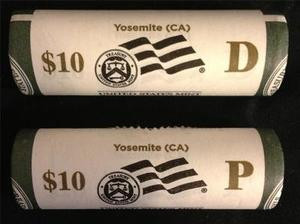 Yosemite (CA)
$10 D
UNITED STATES MINT
Yosemite (CA)
$10 P